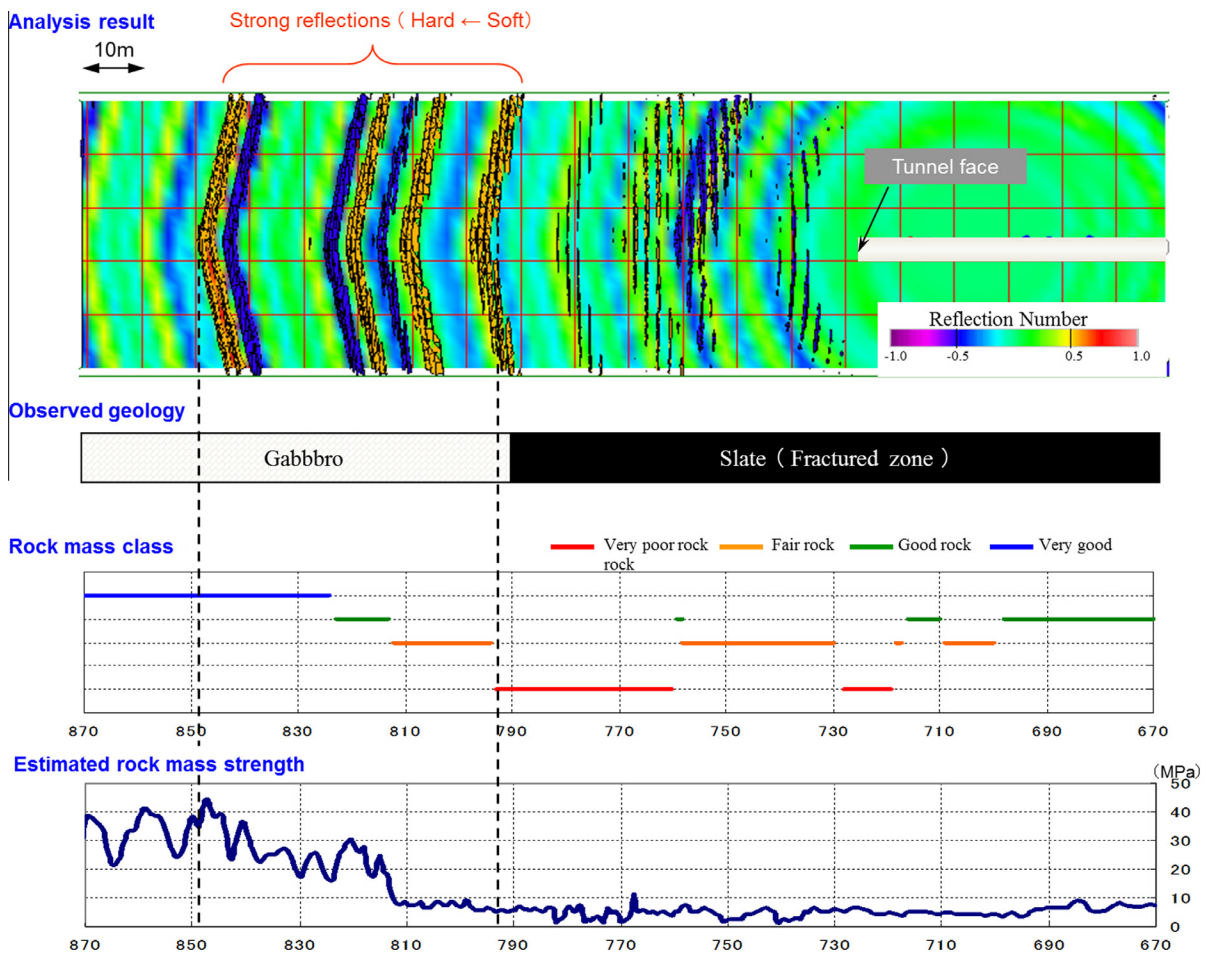 Analysis result
Strong reflections ( Hard ← Soft)
10m
Tunnel face
Reflection Number
-1.0 -0.5 0.5 1.0
Observed geology
Gabbbro
Slate ( Fractured zone )
Rock mass class
Very poor rock
rock
Fair rock
Good rock
Very good
870 850 830 810 790 770 750 730 710 690 670
Estimated rock mass strength
(MPa)
50
40
30
20
10
0
870 850 830 810 790 770 750 730 710 690 670